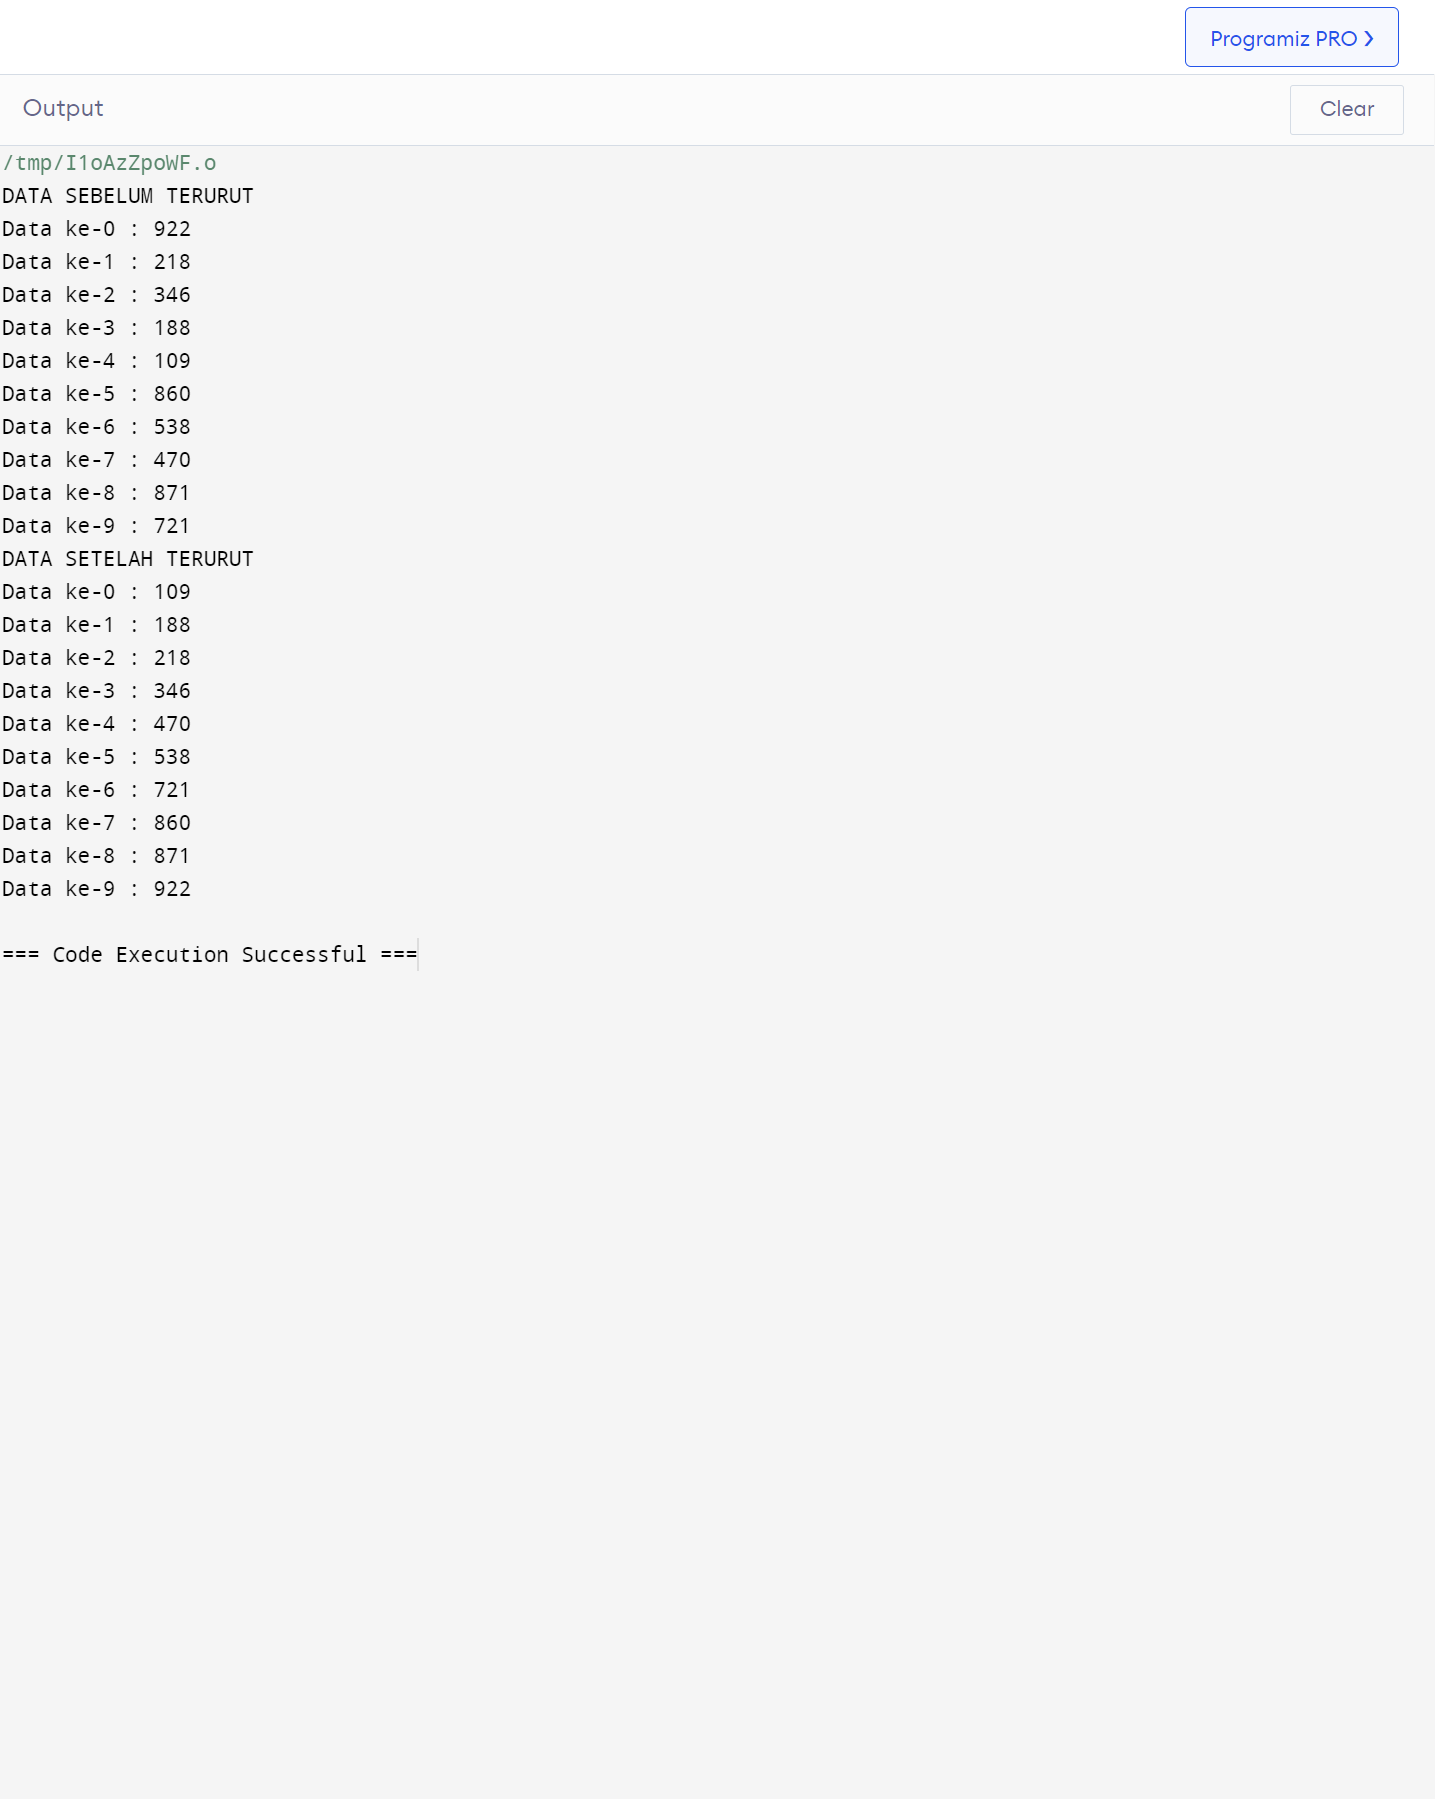 Programiz PRO ❯
Output
Clear
/tmp/I1oAzZpoWF.o
DATA SEBELUM TERURUT
Data ke-0 : 922
Data ke-1 : 218
Data ke-2 : 346
Data ke-3 : 188
Data ke-4 : 109
Data ke-5 : 860
Data ke-6 : 538
Data ke-7 : 470
Data ke-8 : 871
Data ke-9 : 721
DATA SETELAH TERURUT
Data ke-0 : 109
Data ke-1 : 188
Data ke-2 : 218
Data ke-3 : 346
Data ke-4 : 470
Data ke-5 : 538
Data ke-6 : 721
Data ke-7 : 860
Data ke-8 : 871
Data ke-9 : 922
=== Code Execution Successful ===